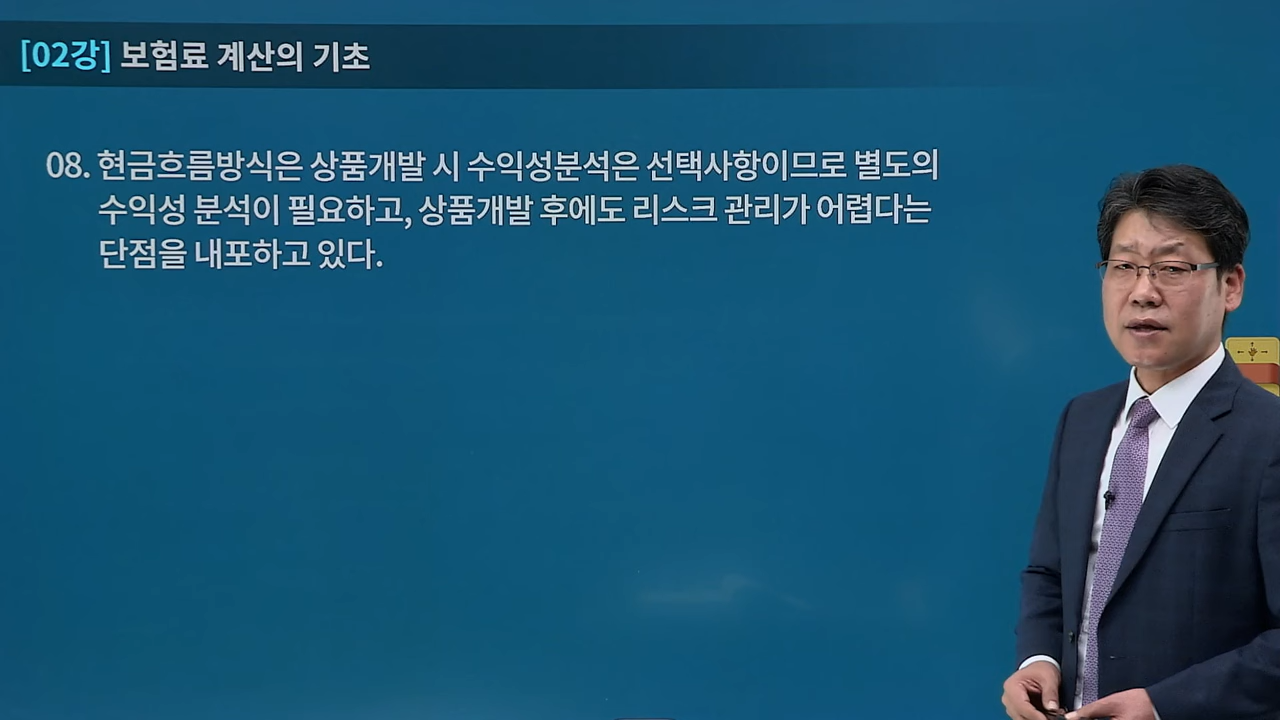 [02강] 보험료 계산의 기초
08. 현금흐름방식은 상품개발 시 수익성분석은 선택사항이므로 별도의
수익성 분석이 필요하고, 상품개발 후에도 리스크 관리가 어렵다는
단점을 내포하고 있다.